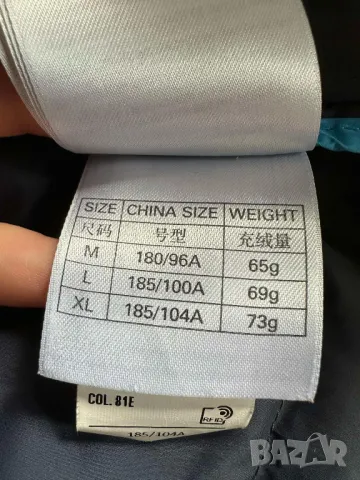 SIZE CHINA SIZE WEIGHT
尺码 号型 充绒量
M 180/96A 65g
L 185/100A 69g
XL 185/104A 73g
COL. 81E
RFID
185/104A
bazar